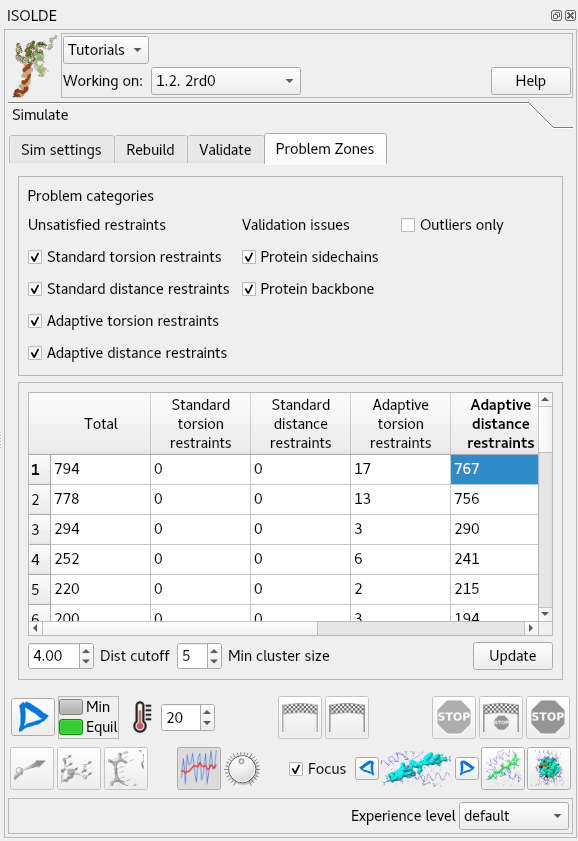 ISOLDE
Tutorials
Working on: 1.2. 2rd0 Help
Simulate
Sim settings Rebuild Validate Problem Zones
Problem categories
Unsatisfied restraints Validation issues Outliers only
Standard torsion restraints Protein sidechains
Standard distance restraints Protein backbone
Adaptive torsion restraints
Adaptive distance restraints
Total Standard torsion restraints Standard distance restraints Adaptive torsion restraints Adaptive distance restraints
1 794 0 0 17 767
2 778 0 0 13 756
3 294 0 0 3 290
4 252 0 0 6 241
5 220 0 0 2 215
6 200 0 0 3 194
4.00 Dist cutoff 5 Min cluster size Update
Min
Equil 20 STOP STOP STOP
Focus
Experience level default